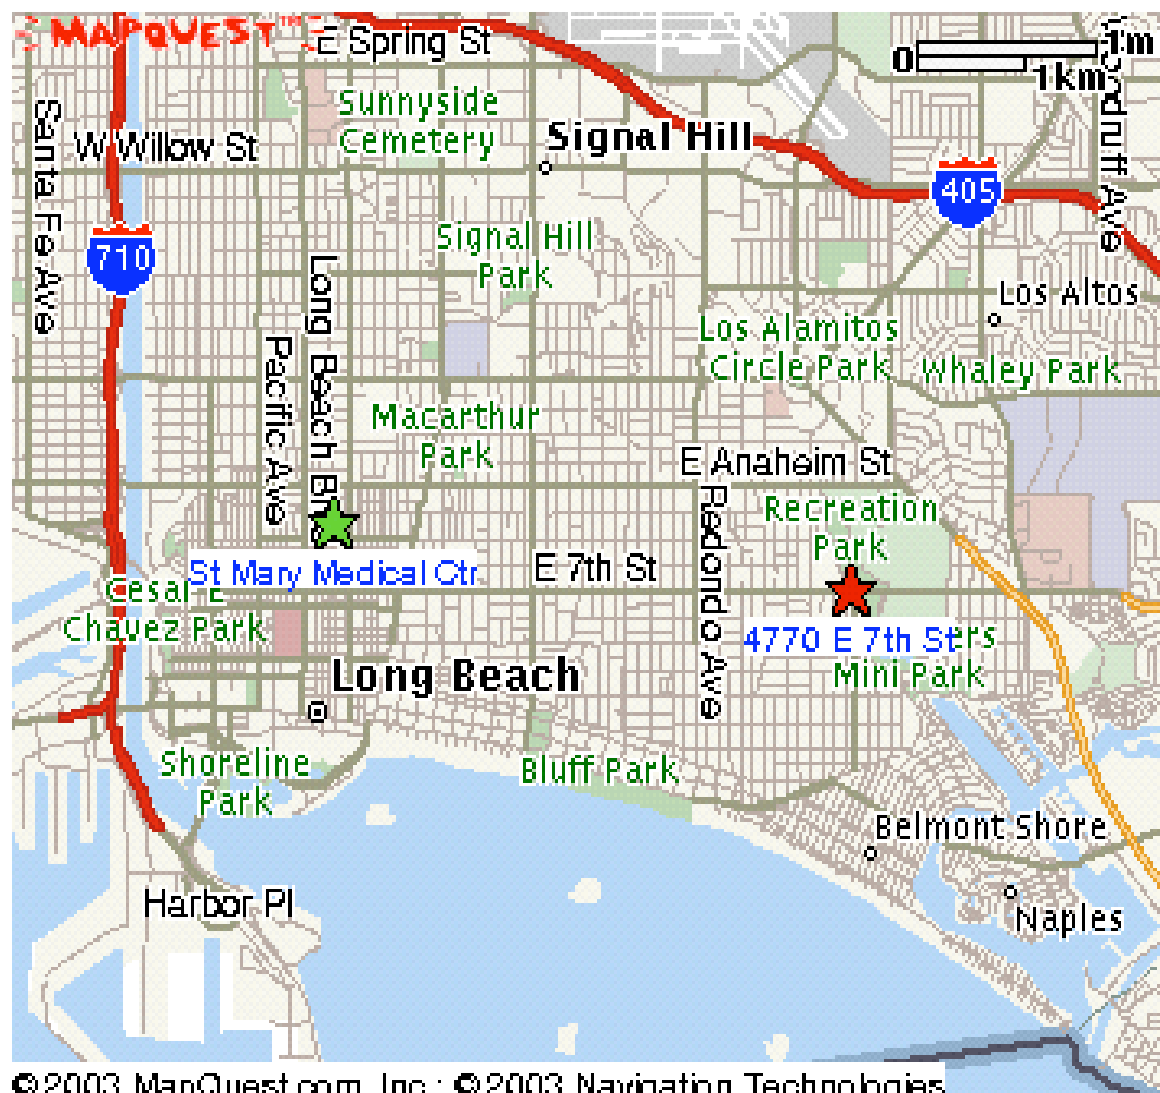 MAPQUEST™
E Spring St
0
1m
1km
Sunnyside
Cemetery
Santa Fe Ave
W Willow St
Signal Hill
Woodruff Ave
405
710
Signal Hill
Park
Long Beach Blvd
Los Altos
Pacific Ave
Los Alamitos
Circle Park
Whaley Park
Macarthur
Park
E Anaheim St
Redondo Ave
Recreation
Park
St Mary Medical Ctr
E 7th St
Cesar E
Chavez Park
4770 E 7th St
Mini Park
Long Beach
Shoreline
Park
Bluff Park
Belmont Shore
Harbor Pl
Naples
©2003 MapQuest.com, Inc.; ©2003 Navigation Technologies